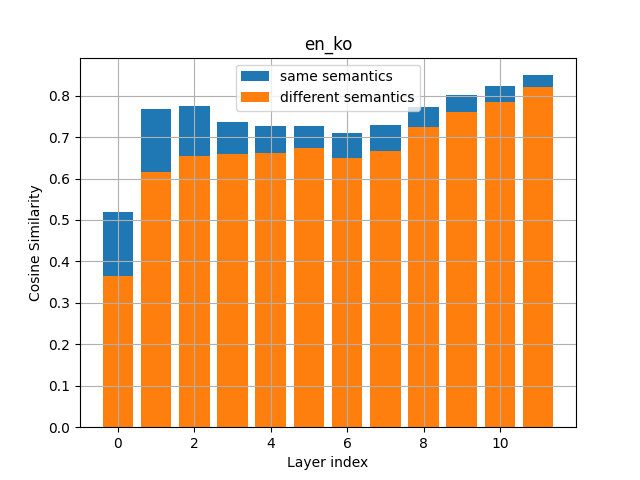 en_ko
same semantics
different semantics
Cosine Similarity
0.8
0.7
0.6
0.5
0.4
0.3
0.2
0.1
0.0
0 2 4 6 8 10
Layer index